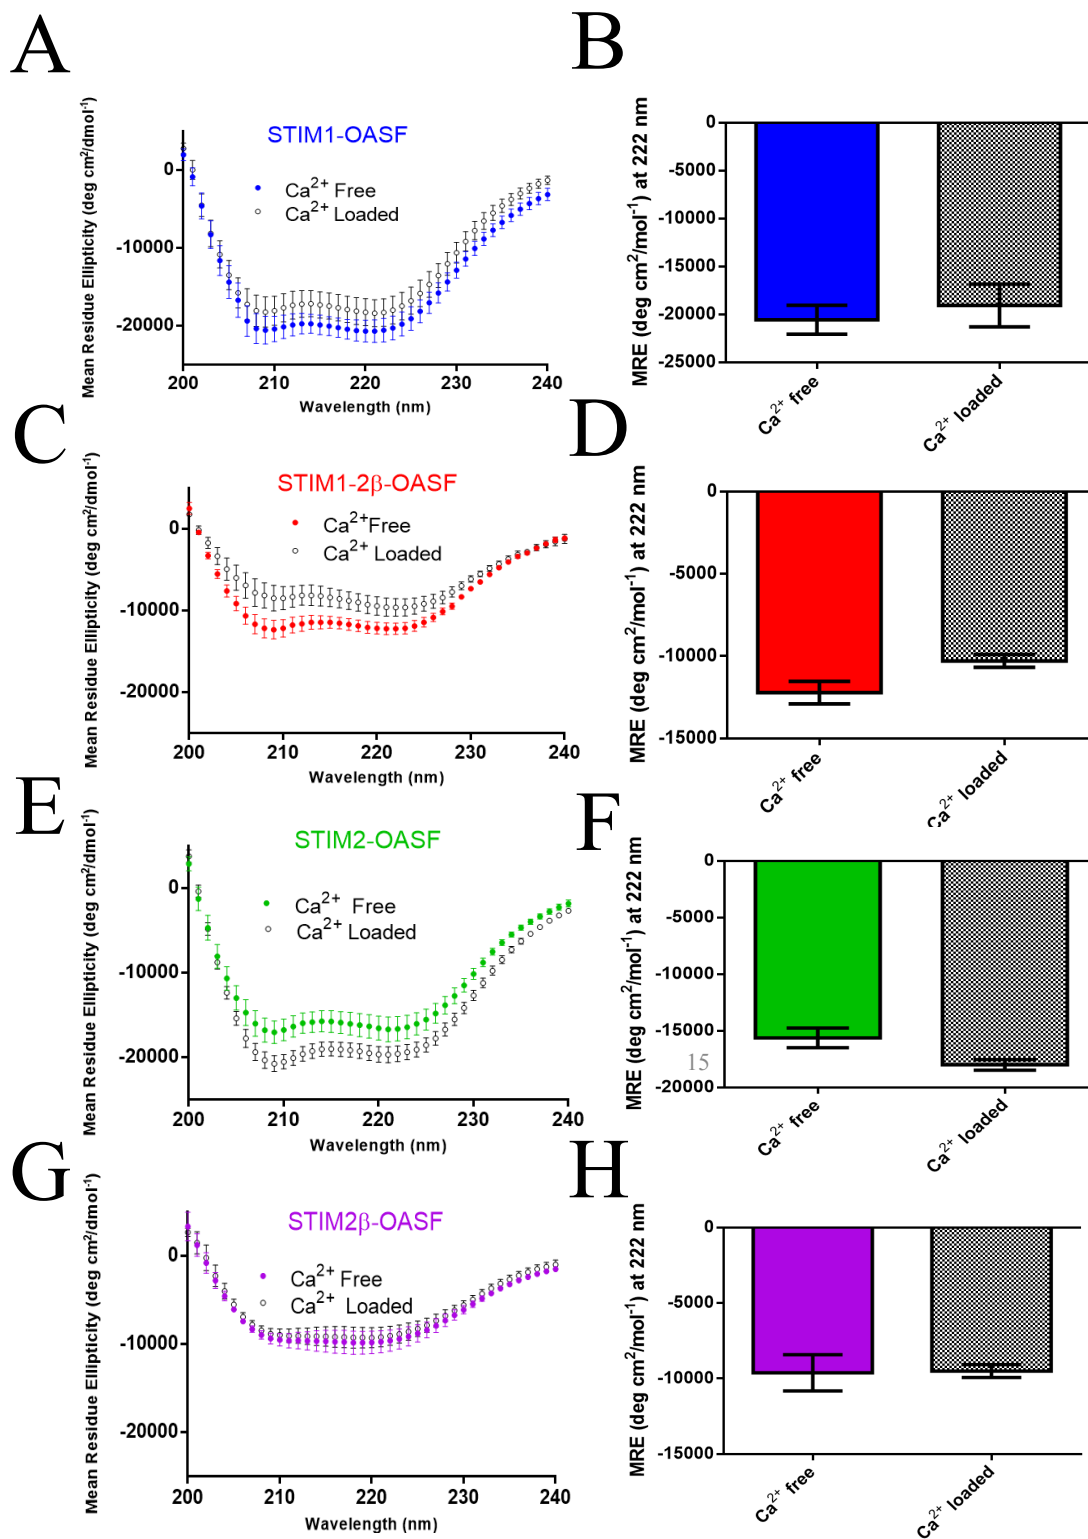 A
Mean Residue Ellipticity (deg cm²/dmol⁻¹)
STIM1-OASF
Ca²⁺ Free
Ca²⁺ Loaded
0
-10000
-20000
200 210 220 230 240
Wavelength (nm)
B
MRE (deg cm²/mol⁻¹) at 222 nm
0
-5000
-10000
-15000
-20000
-25000
Ca²⁺ free
Ca²⁺ loaded
C
Mean Residue Ellipticity (deg cm²/dmol⁻¹)
STIM1-2β-OASF
Ca²⁺Free
Ca²⁺ Loaded
0
-10000
-20000
200 210 220 230 240
Wavelength (nm)
D
MRE (deg cm²/mol⁻¹) at 222 nm
0
-5000
-10000
-15000
Ca²⁺ free
Ca²⁺ loaded
E
Mean Residue Ellipticity (deg cm²/dmol⁻¹)
STIM2-OASF
Ca²⁺ Free
Ca²⁺ Loaded
0
-10000
-20000
200 210 220 230 240
Wavelength (nm)
F
MRE (deg cm²/mol⁻¹) at 222 nm
0
-5000
-10000
-15000
15
-20000
Ca²⁺ free
Ca²⁺ loaded
G
Mean Residue Ellipticity (deg cm²/dmol⁻¹)
STIM2β-OASF
Ca²⁺ Free
Ca²⁺ Loaded
0
-10000
-20000
200 210 220 230 240
Wavelength (nm)
H
MRE (deg cm²/mol⁻¹) at 222 nm
0
-5000
-10000
-15000
Ca²⁺ free
Ca²⁺ loaded